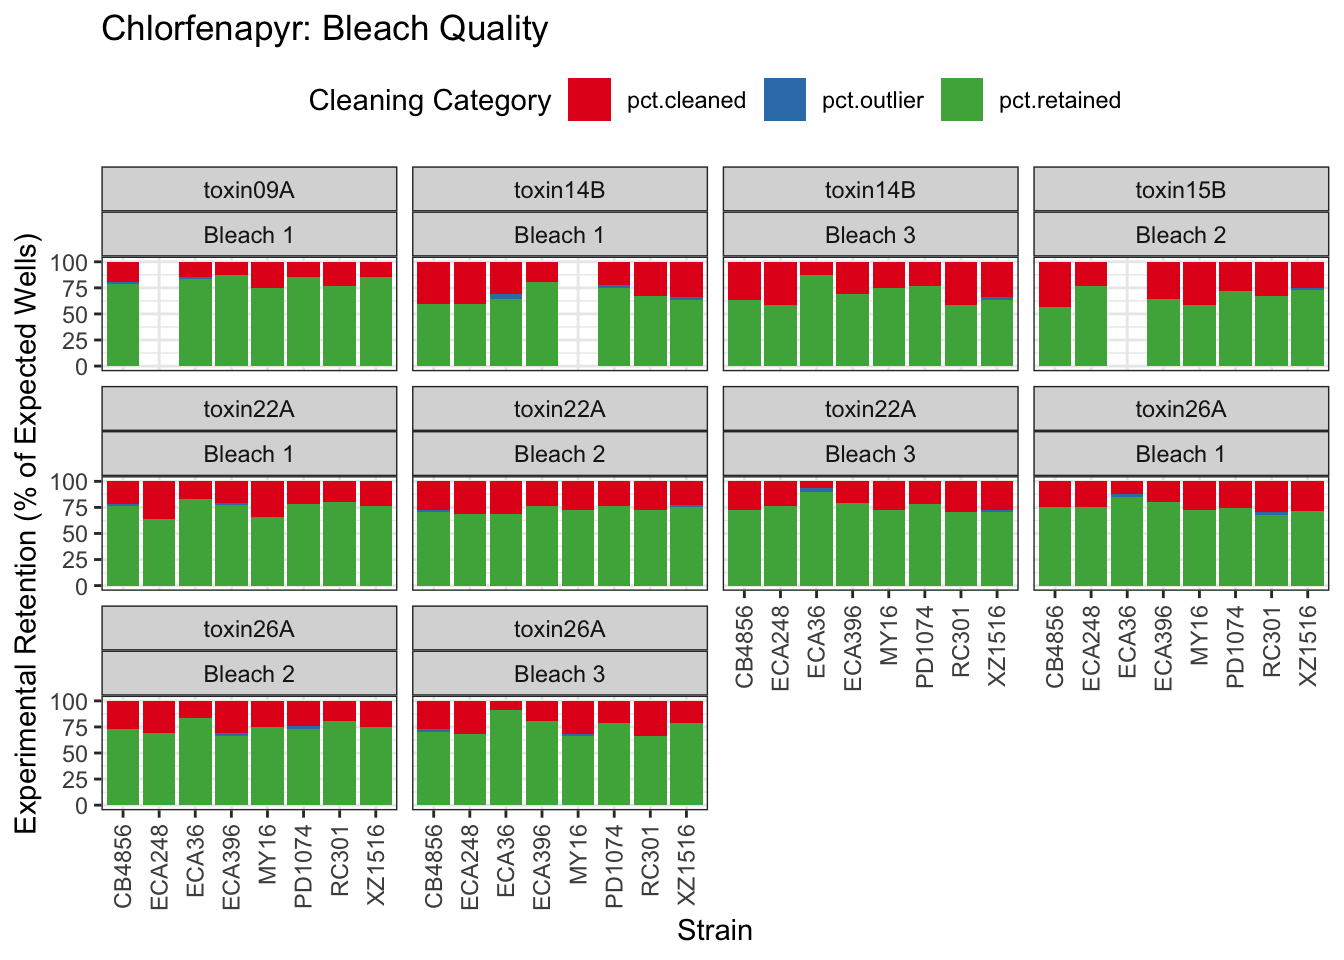 Chlorfenapyr: Bleach Quality
Cleaning Category pct.cleaned pct.outlier pct.retained
Experimental Retention (% of Expected Wells)
toxin09A toxin14B toxin14B toxin15B
Bleach 1 Bleach 1 Bleach 3 Bleach 2
100
75
50
25
0
toxin22A toxin22A toxin22A toxin26A
Bleach 1 Bleach 2 Bleach 3 Bleach 1
100
75
50
25
0
CB4856 ECA248 ECA36 ECA396 MY16 PD1074 RC301 XZ1516 CB4856 ECA248 ECA36 ECA396 MY16 PD1074 RC301 XZ1516
toxin26A toxin26A
Bleach 2 Bleach 3
100
75
50
25
0
CB4856 ECA248 ECA36 ECA396 MY16 PD1074 RC301 XZ1516 CB4856 ECA248 ECA36 ECA396 MY16 PD1074 RC301 XZ1516
Strain